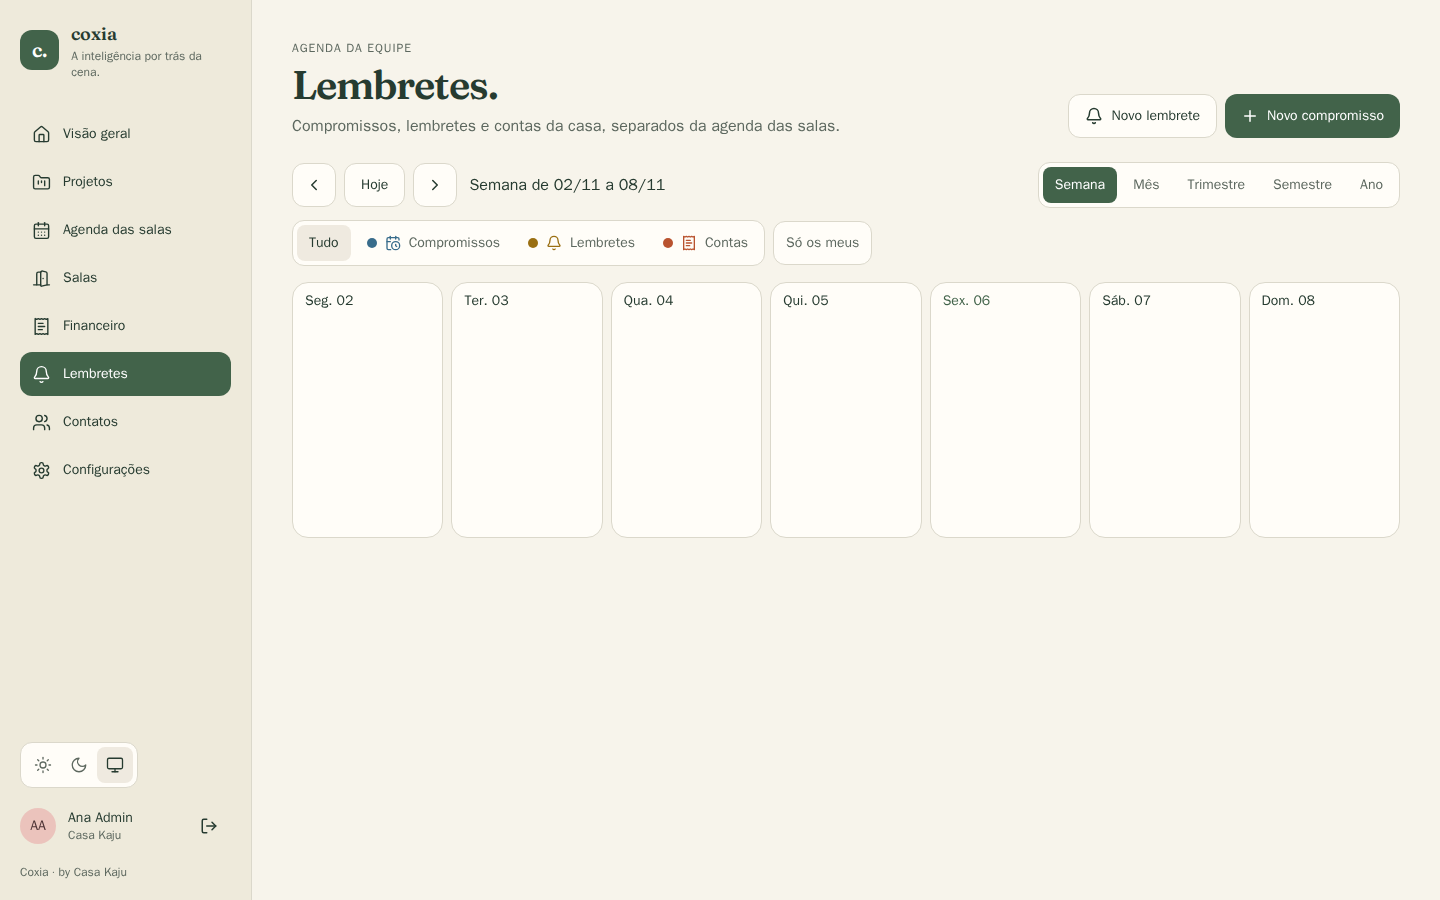 c.
coxia
A inteligência por trás da
cena.
Visão geral
Projetos
Agenda das salas
Salas
Financeiro
Lembretes
Contatos
Configurações
AA
Ana Admin
Casa Kaju
Coxia · by Casa Kaju
AGENDA DA EQUIPE
Lembretes.
Compromissos, lembretes e contas da casa, separados da agenda das salas.
Novo lembrete
Novo compromisso
Hoje
Semana de 02/11 a 08/11
Semana
Mês
Trimestre
Semestre
Ano
Tudo
Compromissos
Lembretes
Contas
Só os meus
Seg. 02
Ter. 03
Qua. 04
Qui. 05
Sex. 06
Sáb. 07
Dom. 08